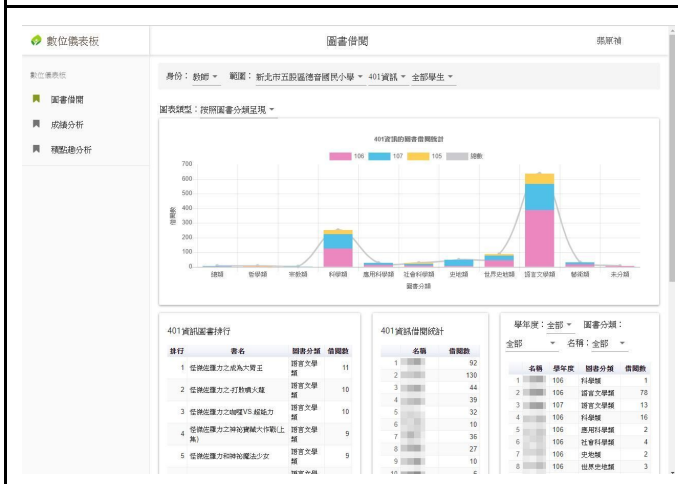 數位儀表板
圖書借閱
數位儀表板
圖書借閱
成績分析
積點趣分析
身份： 教師 範圍： 新北市五股區德音國民小學 401資訊 全部學生
圖表類型：按照圖書分類呈現
401資訊的圖書借閱統計
106 107 105 總數
700
600
500
400
300
200
100
0
借閱數
總類 哲學類 宗教類 科學類 應用科學類 社會科學類 史地類 世界史地類 語言文學類 藝術類 未分類
圖書分類
401資訊圖書排行
排行 書名 圖書分類 借閱數
1 怪傑佐羅力之成為大胃王 語言文學類 11
2 怪傑佐羅力之打敗噴火龍 語言文學類 10
3 怪傑佐羅力之咖哩VS.超能力 語言文學類 10
4 怪傑佐羅力之神祕寶藏大作戰(上集) 語言文學類 9
5 怪傑佐羅力和神祕魔法少女 語言文學類 9
401資訊借閱統計
名稱 借閱數
1 92
2 130
3 44
4 39
5 32
6 10
7 36
8 27
9 10
10 6
學年度：全部 圖書分類：
全部 名稱：全部
名稱 學年度 圖書分類 借閱數
1 106 科學類 1
2 106 語言文學類 78
3 107 語言文學類 13
4 106 科學類 16
5 106 應用科學類 2
6 106 社會科學類 4
7 106 史地類 2
8 106 世界史地類 3